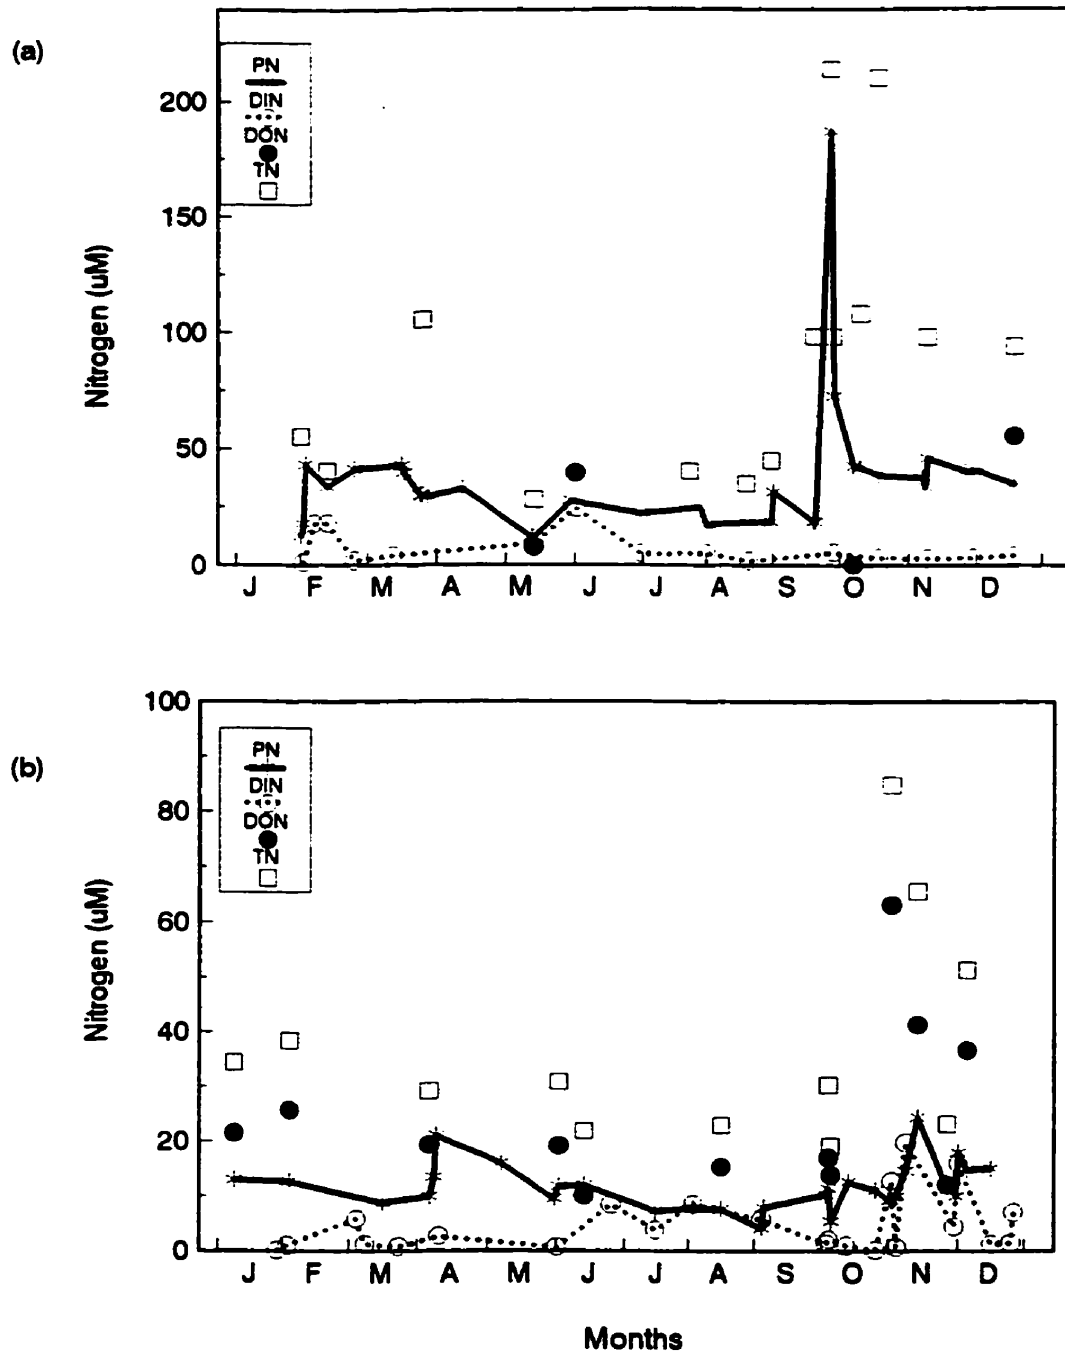 (a)
PN
DIN
DON
TN
Nitrogen (uM)
200
150
100
50
0
J F M A M J J A S O N D
(b)
PN
DIN
DON
TN
Nitrogen (uM)
100
80
60
40
20
0
J F M A M J J A S O N D
Months